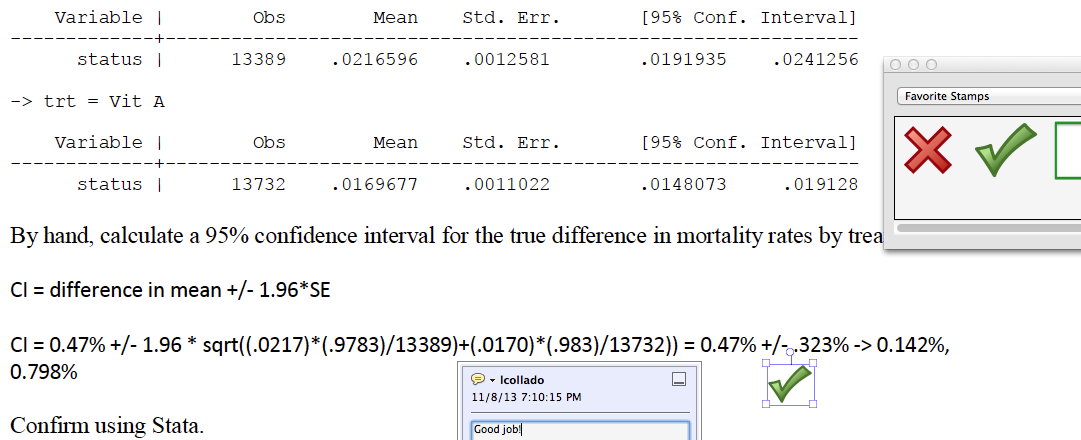 Variable | Obs Mean Std. Err. [95% Conf. Interval]
status | 13389 .0216596 .0012581 .0191935 .0241256
-> trt = Vit A
Variable | Obs Mean Std. Err. [95% Conf. Interval]
status | 13732 .0169677 .0011022 .0148073 .019128
Favorite Stamps
By hand, calculate a 95% confidence interval for the true difference in mortality rates by trea
CI = difference in mean +/- 1.96*SE
CI = 0.47% +/- 1.96 * sqrt((.0217)*(.9783)/13389)+(.0170)*(.983)/13732)) = 0.47% +/-.323% -> 0.142%,
0.798%
lcollado
11/8/13 7:10:15 PM
Good job!
Confirm using Stata.